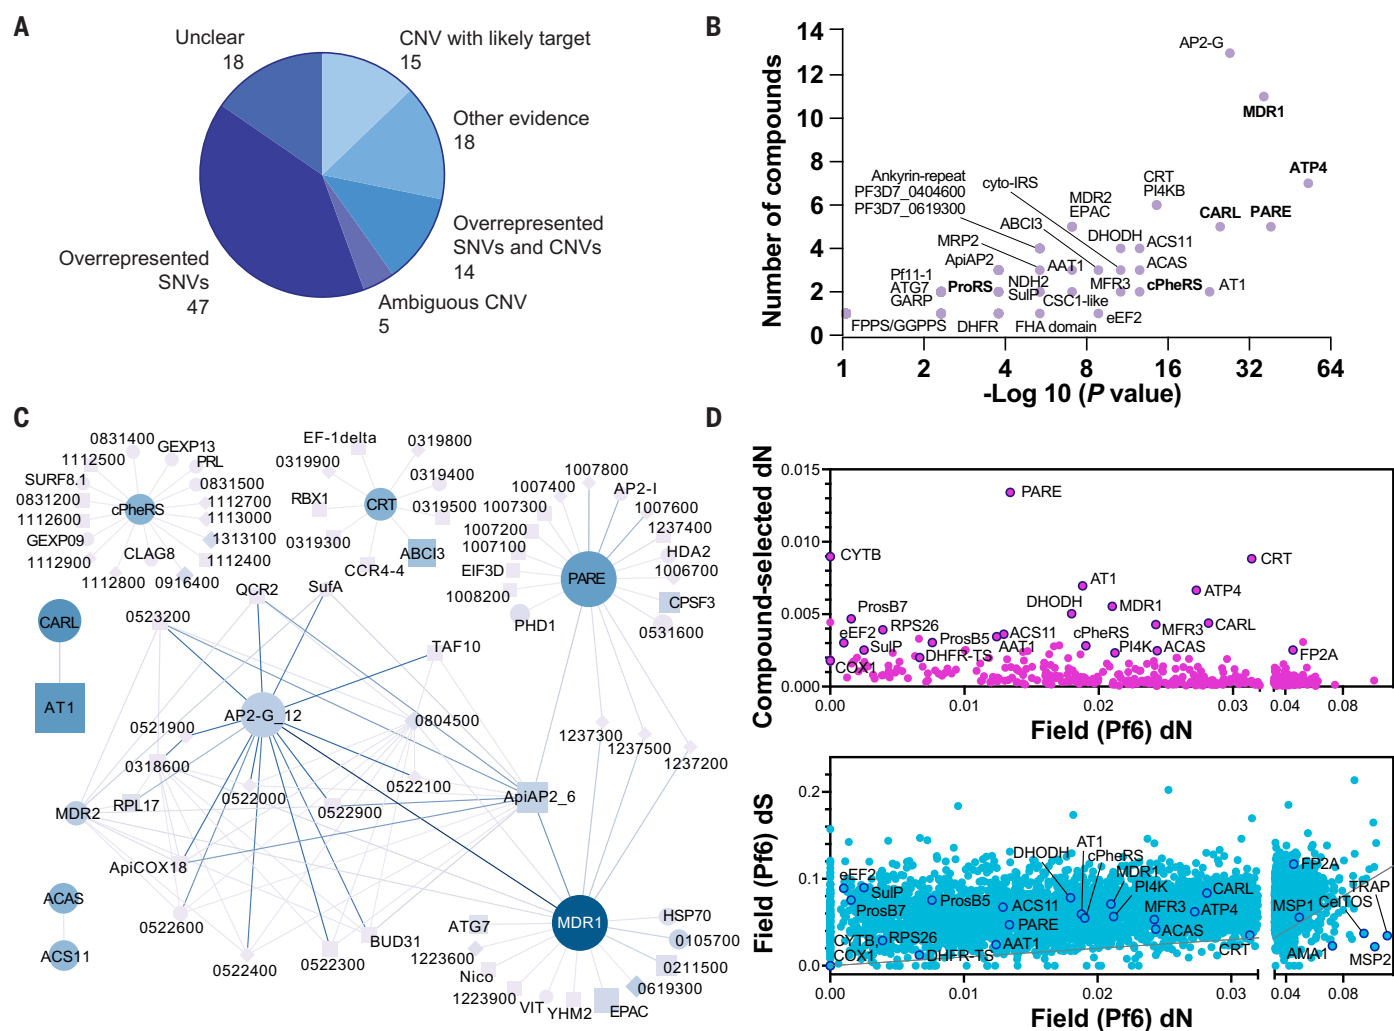 A
Unclear
18
CNV with likely target
15
Other evidence
18
Overrepresented
SNVs and CNVs
14
Ambiguous CNV
5
Overrepresented
SNVs
47
B
Number of compounds
14
12
10
8
6
4
2
0
1
2
4
8
16
32
64
-Log 10 (P value)
AP2-G
MDR1
ATP4
CRT
PI4KB
CARL
PARE
Ankyrin-repeat
PF3D7_0404600
PF3D7_0619300
cyto-IRS
MDR2
EPAC
ABCI3
DHODH
ACS11
MRP2
ApiAP2
AAT1
ACAS
Pf11-1
ATG7
GARP
ProRS
NDH2
SulP
CSC1-like
MFR3
cPheRS
AT1
FPPS/GGPPS
DHFR
FHA domain
eEF2
C
0831400
GEXP13
1112500
PRL
SURF8.1
0831500
0831200
1112700
cPheRS
1112600
1113000
GEXP09
1313100
CLAG8
1112900
1112400
1112800
0916400
EF-1delta
0319800
0319900
0319400
RBX1
CRT
0319500
0319300
ABCI3
CCR4-4
1007800
1007400
AP2-I
1007300
1007600
1007200
1237400
1007100
HDA2
EIF3D
PARE
1006700
1008200
CPSF3
PHD1
0531600
CARL
AT1
QCR2
SufA
0523200
TAF10
AP2-G_12
0521900
0804500
0318600
1237300
1237500
1237200
MDR2
RPL17
0522000
0522100
0522900
ApiAP2_6
ApiCOX18
ACAS
ACS11
0522600
0522400
0522300
BUD31
MDR1
ATG7
HSP70
1223600
0105700
Nico
0211500
1223900
0619300
VIT
YHM2
EPAC
D
Compound-selected dN
0.015
0.010
0.005
0.000
0.00
0.01
0.02
0.03
0.04
0.08
Field (Pf6) dN
PARE
CYTB
CRT
AT1
ATP4
DHODH
MDR1
ProsB7
RPS26
MFR3
CARL
eEF2
SulP
ProsB5
ACS11
AAT1
cPheRS
COX1
DHFR-TS
PI4K
ACAS
FP2A
Field (Pf6) dS
0.2
0.1
0.0
0.00
0.01
0.02
0.03
0.04
0.08
Field (Pf6) dN
AT1
DHODH
cPheRS
MDR1
FP2A
eEF2
SulP
PI4K
CARL
TRAP
ProsB7
ProsB5
ACS11
MFR3
ATP4
MSP1
CelTOS
PARE
ACAS
CYTB
RPS26
AAT1
CRT
COX1
DHFR-TS
AMA1
MSP2